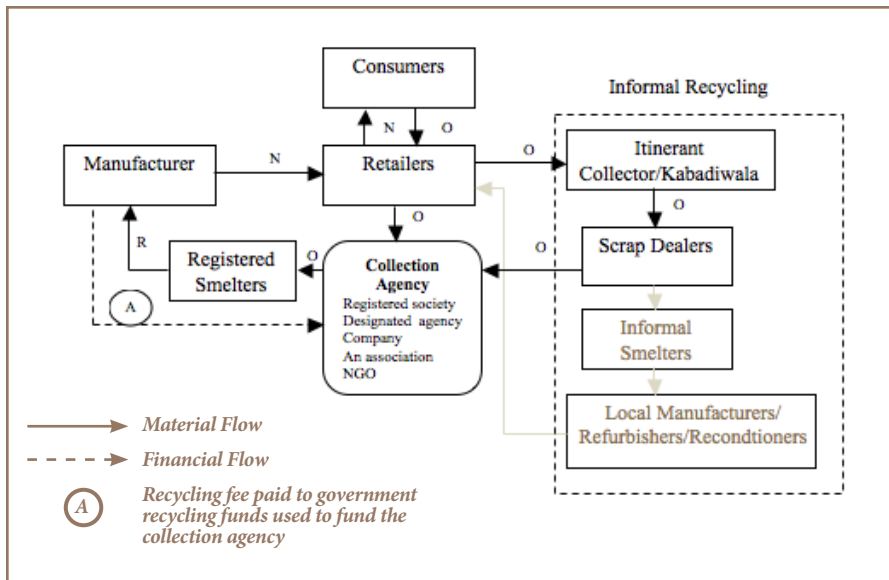 Consumers
Informal Recycling
N
O
Manufacturer
N
Retailers
O
Itinerant
Collector/Kabadiwala
O
O
R
Registered
Smelters
O
Collection
Agency
Registered society
Designated agency
Company
An association
NGO
O
Scrap Dealers
A
Informal
Smelters
Local Manufacturers/
Refurbishers/Recondtioners
Material Flow
Financial Flow
A
Recycling fee paid to government
recycling funds used to fund the
collection agency